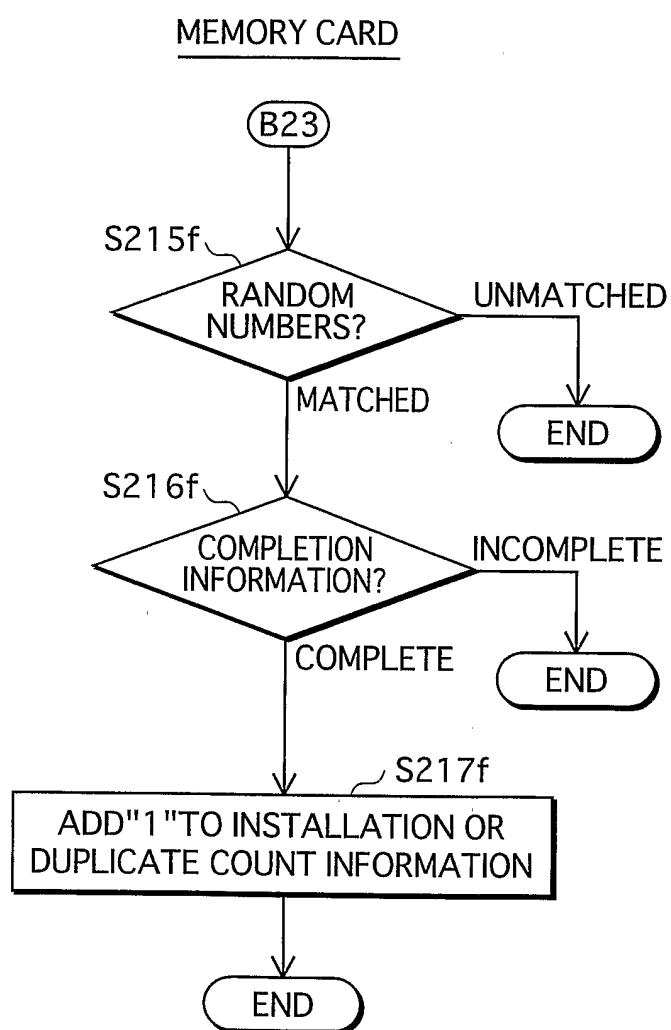 MEMORY CARD
B23
S215f
RANDOM
NUMBERS?
UNMATCHED
MATCHED
END
S216f
COMPLETION
INFORMATION?
INCOMPLETE
COMPLETE
END
S217f
ADD"1"TO INSTALLATION OR
DUPLICATE COUNT INFORMATION
END